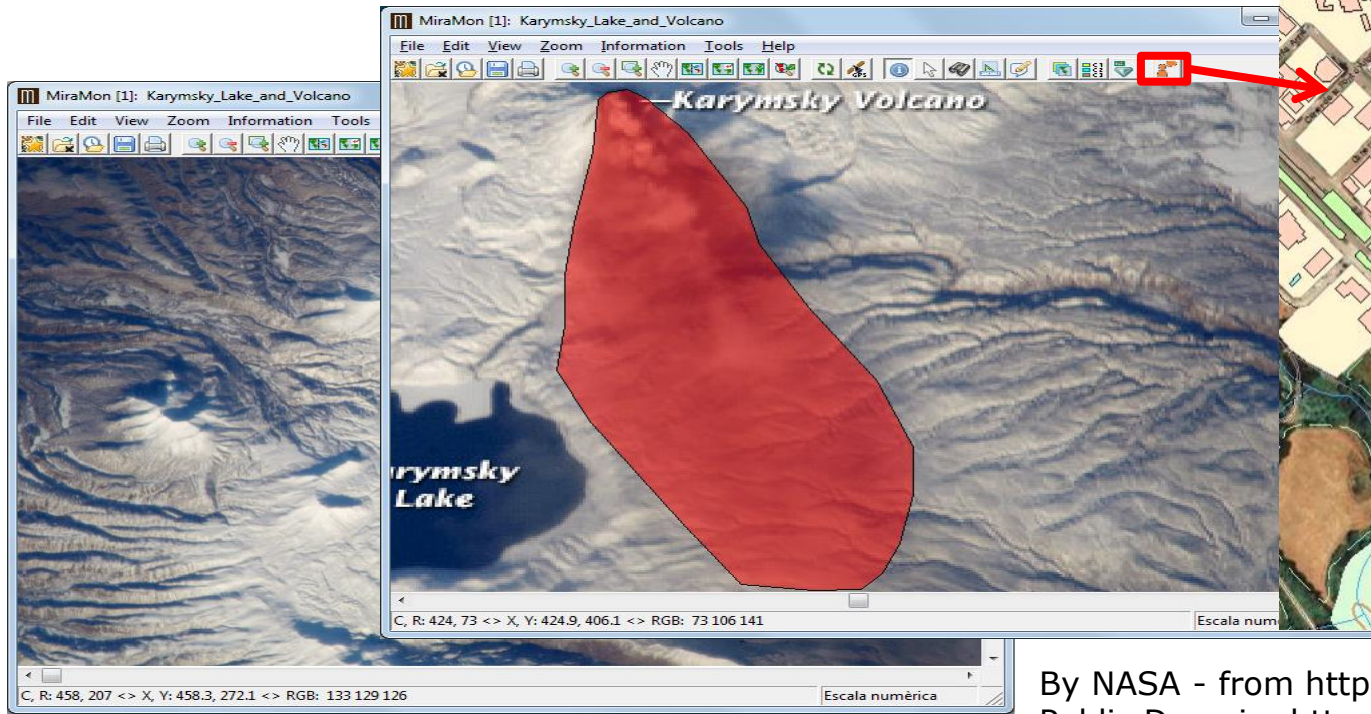 MiraMon [1]: Karymsky_Lake_and_Volcano
File Edit View Zoom Information Tools Help
GPS
Karymsky Volcano
rymsky
Lake
C, R: 424, 73 <> X, Y: 424.9, 406.1 <> RGB: 73 106 141
Escala num
MiraMon [1]: Karymsky_Lake_and_Volcano
File Edit View Zoom Information Tools
C, R: 458, 207 <> X, Y: 458.3, 272.1 <> RGB: 133 129 126
Escala numèrica
By NASA - from http